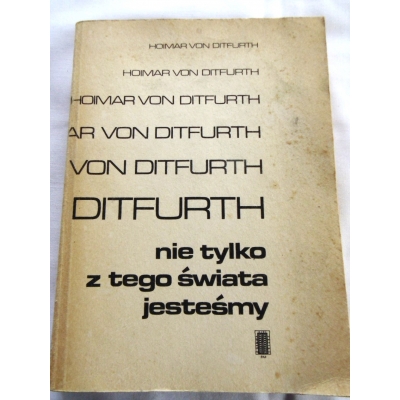 HOIMAR VON DITFURTH
HOIMAR VON DITFURTH
HOIMAR VON DITFURTH
AR VON DITFURTH
VON DITFURTH
DITFURTH
nie tylko
z tego świata
jesteśmy